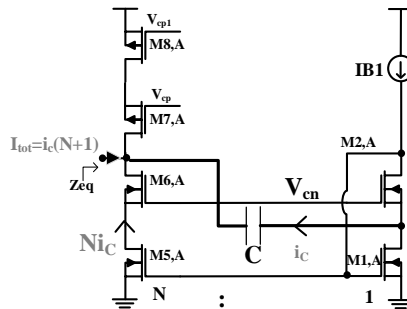 Vcp1
M8,A
IB1
Vcp
M7,A
M2,A
Itot=ic(N+1)
Zeq
M6,A
Vcn
NiC
C
iC
M5,A
M1,A
N : 1